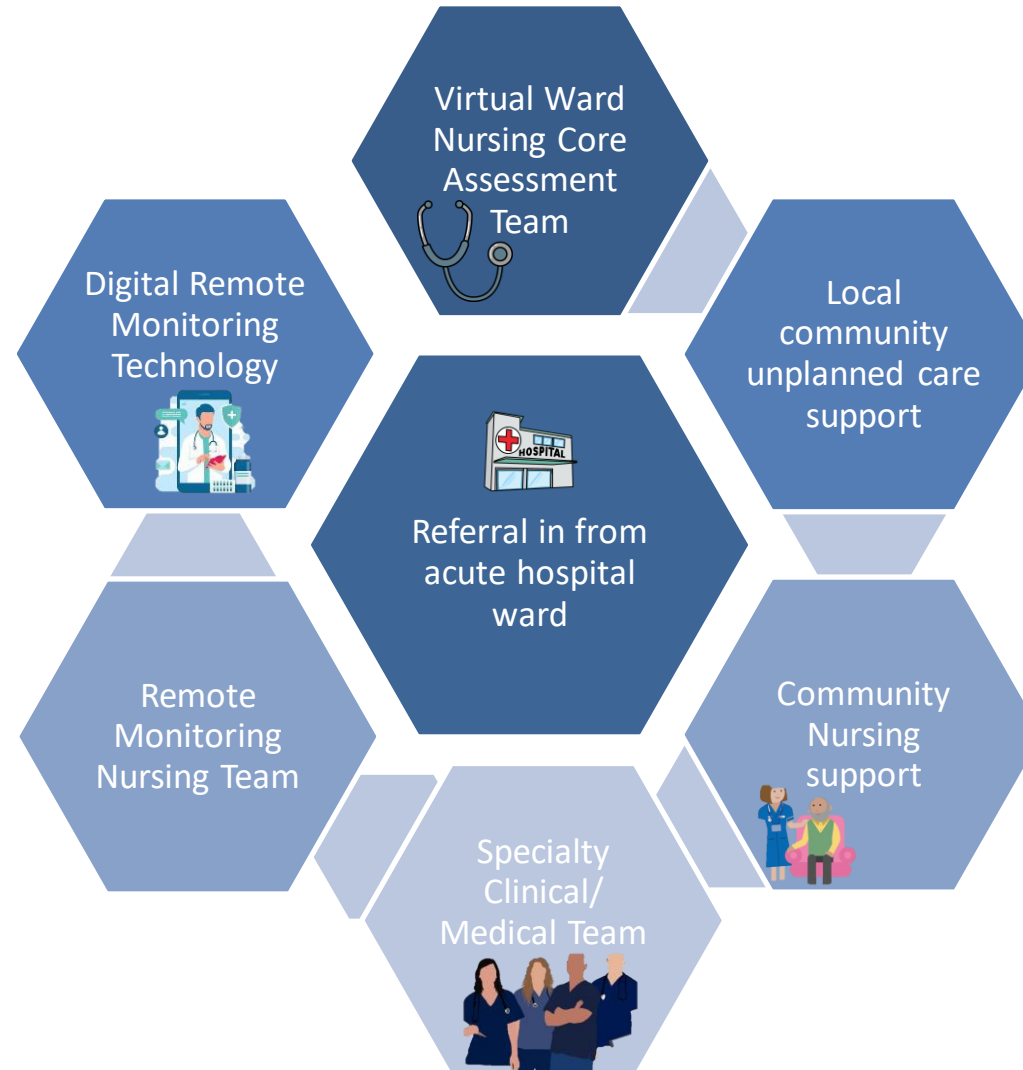 Virtual Ward
Nursing Core
Assessment
Team
Local
community
unplanned care
support
Community
Nursing
support
Specialty
Clinical/
Medical Team
Remote
Monitoring
Nursing Team
Digital Remote
Monitoring
Technology
HOSPITAL
Referral in from
acute hospital
ward